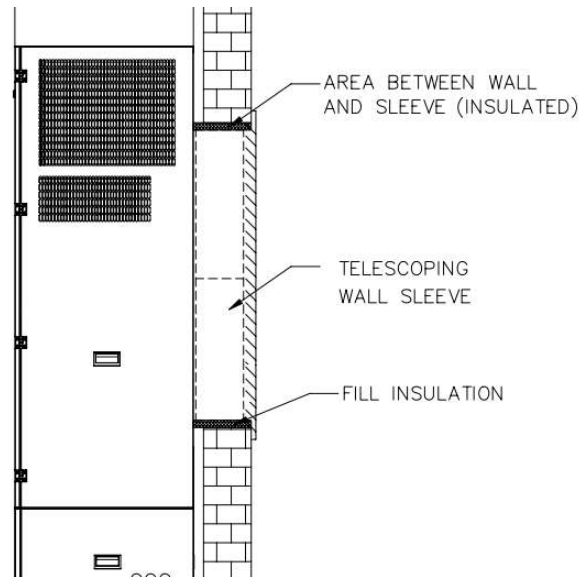 AREA BETWEEN WALL
AND SLEEVE (INSULATED)
TELESCOPING
WALL SLEEVE
FILL INSULATION